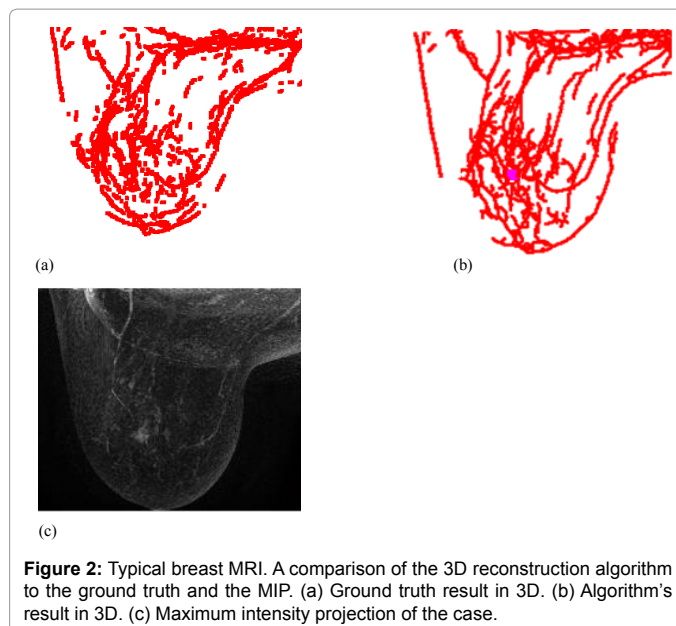 (a)
(b)
(c)
Figure 2: Typical breast MRI. A comparison of the 3D reconstruction algorithm
to the ground truth and the MIP. (a) Ground truth result in 3D. (b) Algorithm's
result in 3D. (c) Maximum intensity projection of the case.